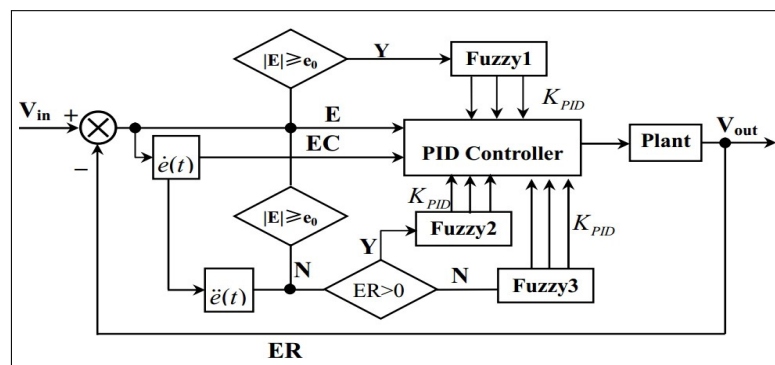 |E|≥e₀
Y
Fuzzy1
K_PID
V_in
+
E
EC
PID Controller
Plant
V_out
−
ė(t)
K_PID
|E|≥e₀
Fuzzy2
K_PID
Y
N
ë(t)
ER>0
N
Fuzzy3
ER